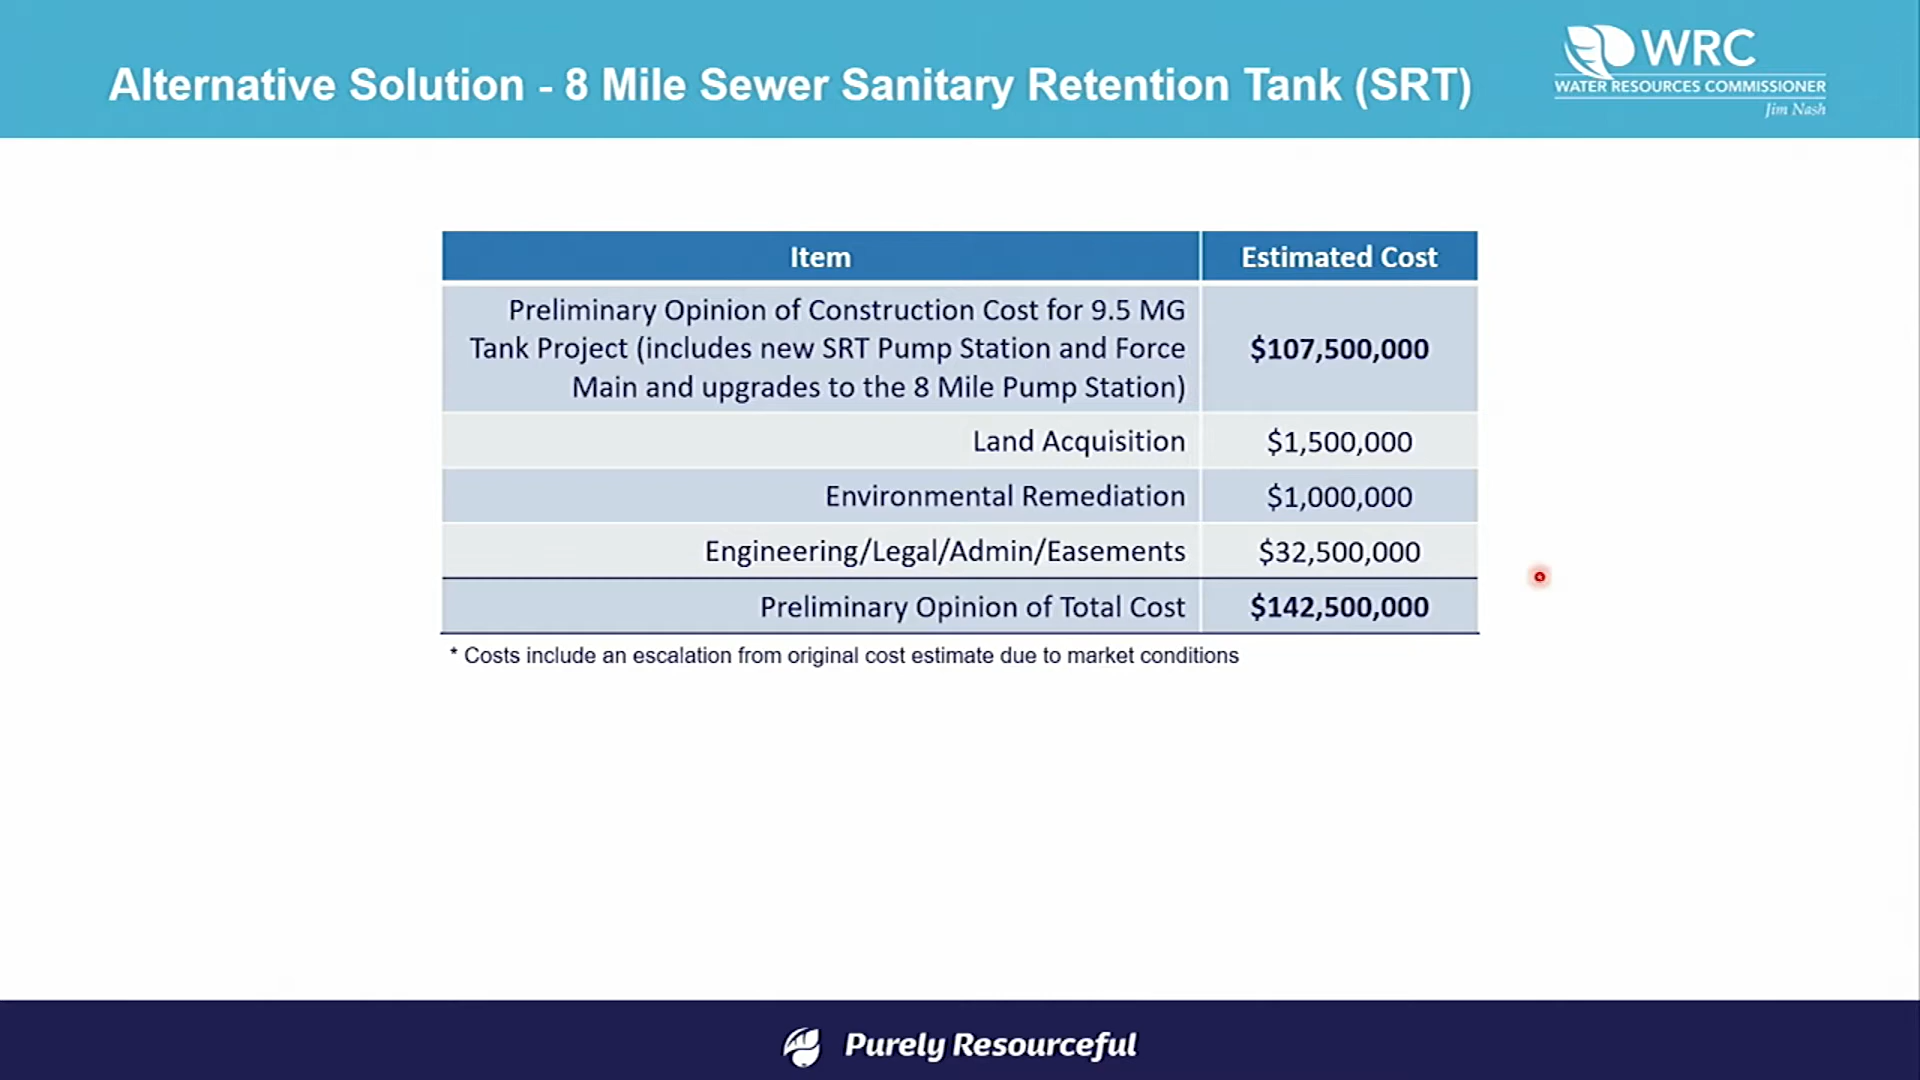 Alternative Solution - 8 Mile Sewer Sanitary Retention Tank (SRT)
WRC
WATER RESOURCES COMMISSIONER
Jim Nash
Item
Estimated Cost
Preliminary Opinion of Construction Cost for 9.5 MG
Tank Project (includes new SRT Pump Station and Force
Main and upgrades to the 8 Mile Pump Station)
$107,500,000
Land Acquisition
$1,500,000
Environmental Remediation
$1,000,000
Engineering/Legal/Admin/Easements
$32,500,000
Preliminary Opinion of Total Cost
$142,500,000
* Costs include an escalation from original cost estimate due to market conditions
Purely Resourceful